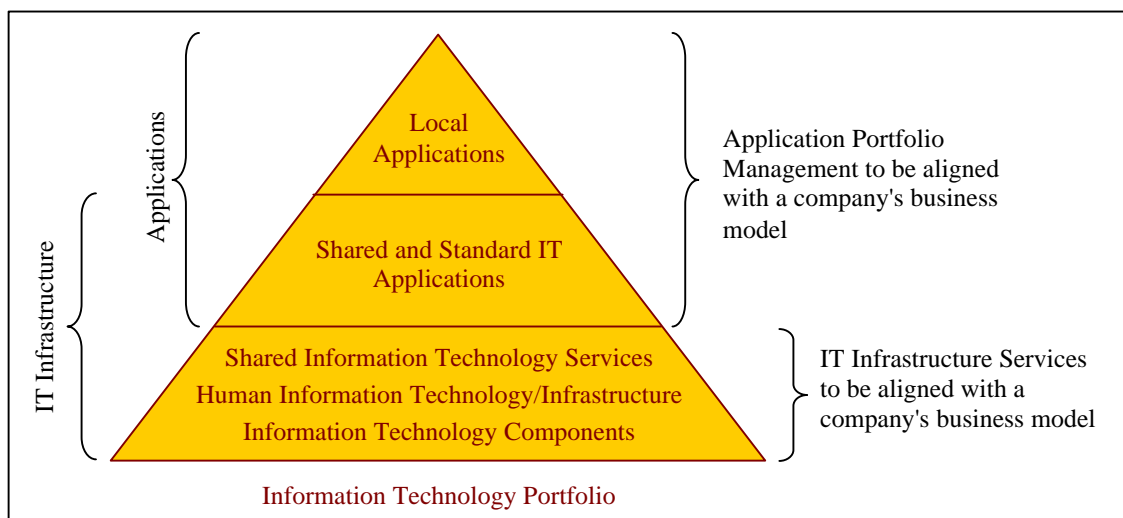 Local
Applications
Shared and Standard IT
Applications
Shared Information Technology Services
Human Information Technology/Infrastructure
Information Technology Components
Information Technology Portfolio
Applications
IT Infrastructure
Application Portfolio
Management to be aligned
with a company's business
model
IT Infrastructure Services
to be aligned with a
company's business model